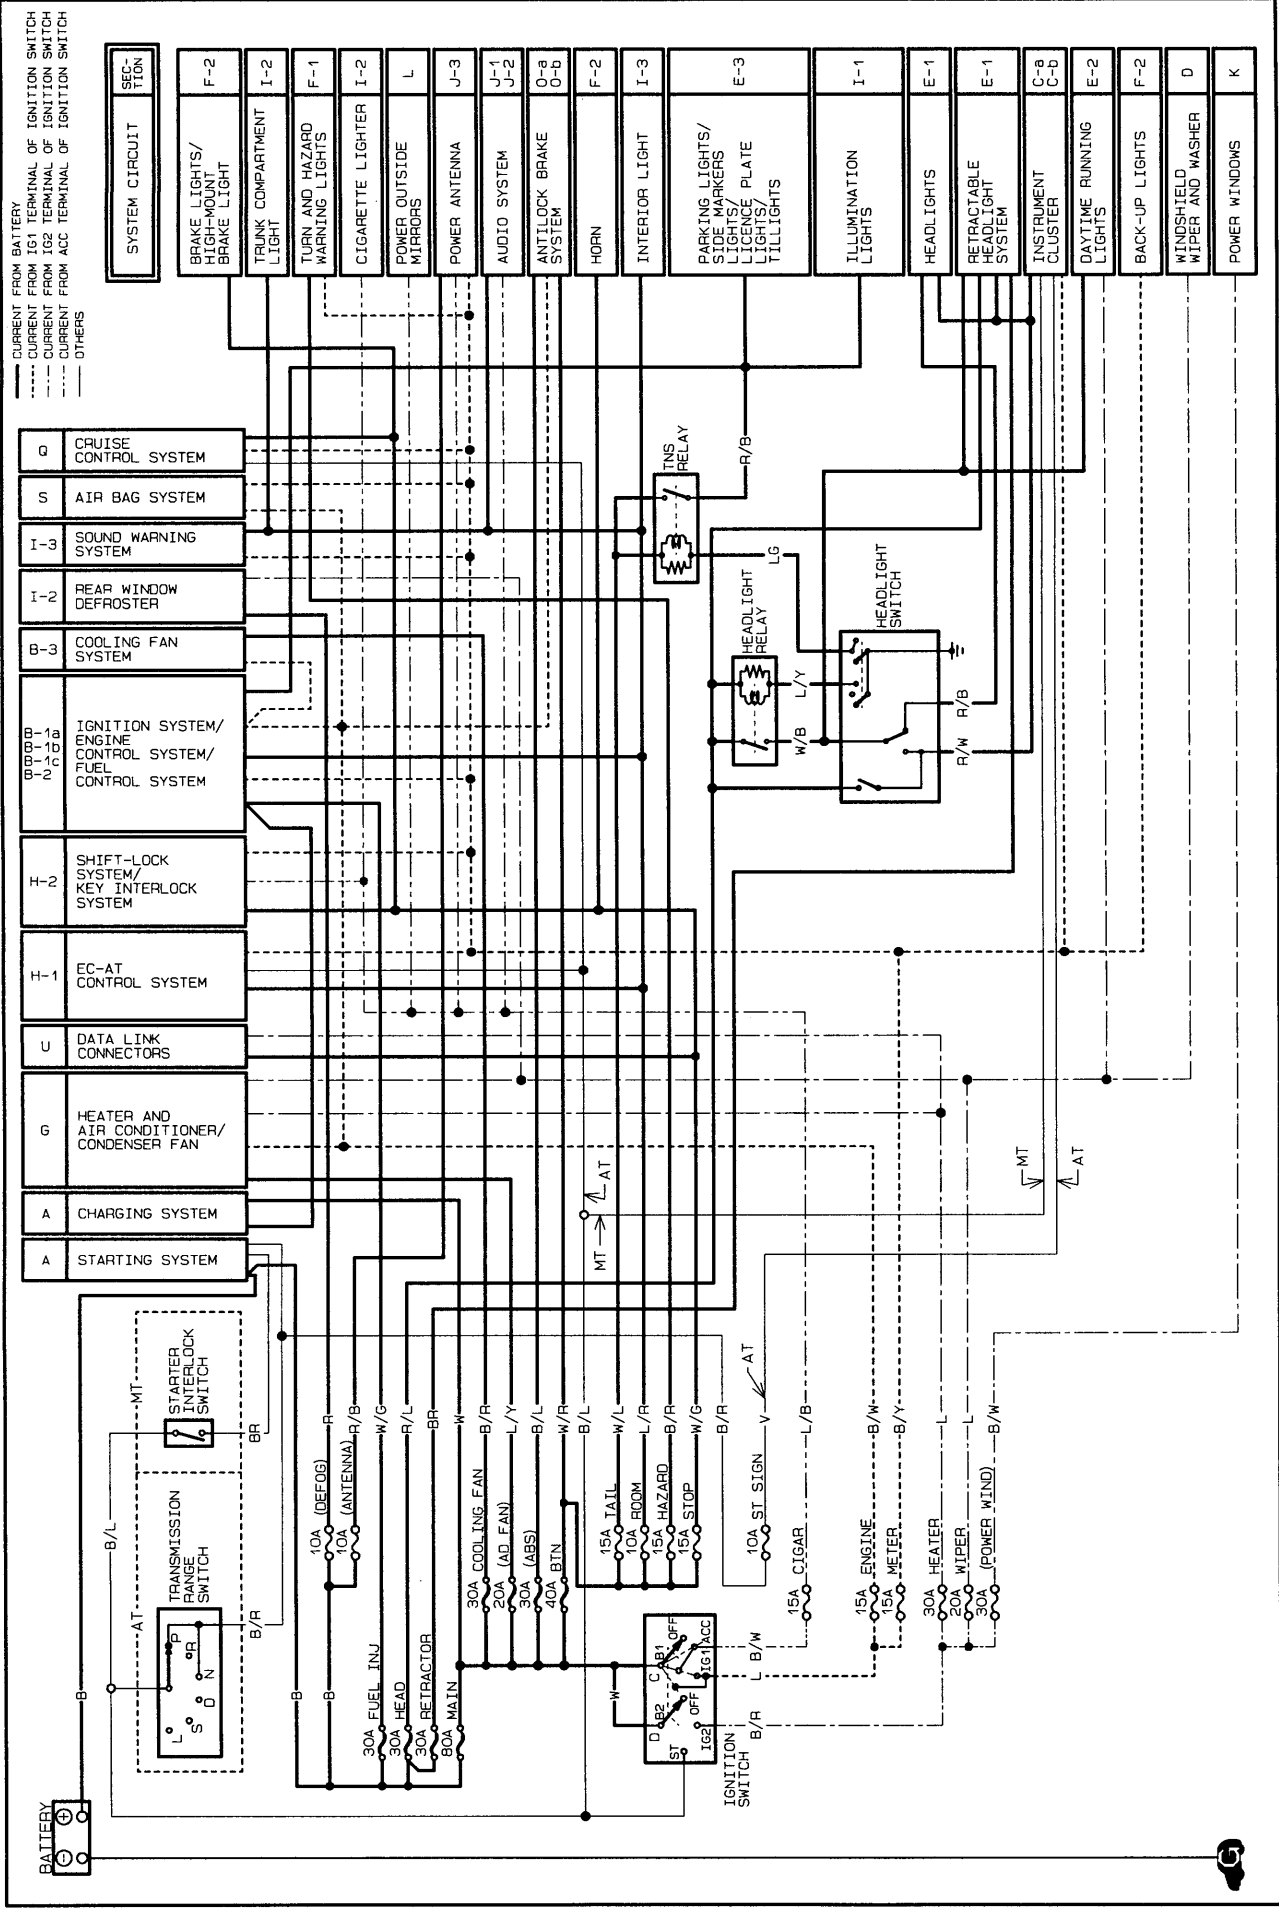 CURRENT FROM BATTERY
CURRENT FROM IG1 TERMINAL OF IGNITION SWITCH
CURRENT FROM IG2 TERMINAL OF IGNITION SWITCH
CURRENT FROM ACC TERMINAL OF IGNITION SWITCH
OTHERS
SYSTEM CIRCUIT
SEC-
TION
BRAKE LIGHTS/
HIGH-MOUNT
BRAKE LIGHT
F-2
TRUNK COMPARTMENT
LIGHT
I-2
TURN AND HAZARD
WARNING LIGHTS
F-1
CIGARETTE LIGHTER
I-2
POWER OUTSIDE
MIRRORS
L
POWER ANTENNA
J-3
AUDIO SYSTEM
J-1
J-2
ANTILOCK BRAKE
SYSTEM
O-a
O-b
HORN
F-2
INTERIOR LIGHT
I-3
PARKING LIGHTS/
SIDE MARKERS
LIGHTS/
LICENCE PLATE
LIGHTS/
TILLIGHTS
E-3
ILLUMINATION
LIGHTS
I-1
HEADLIGHTS
E-1
RETRACTABLE
HEADLIGHT
SYSTEM
E-1
INSTRUMENT
CLUSTER
C-a
C-b
DAYTIME RUNNING
LIGHTS
E-2
BACK-UP LIGHTS
F-2
WINDSHIELD
WIPER AND WASHER
D
POWER WINDOWS
K
Q
CRUISE
CONTROL SYSTEM
S
AIR BAG SYSTEM
I-3
SOUND WARNING
SYSTEM
I-2
REAR WINDOW
DEFROSTER
B-3
COOLING FAN
SYSTEM
B-1a
B-1b
B-1c
B-2
IGNITION SYSTEM/
ENGINE
CONTROL SYSTEM/
FUEL
CONTROL SYSTEM
H-2
SHIFT-LOCK
SYSTEM/
KEY INTERLOCK
SYSTEM
H-1
EC-AT
CONTROL SYSTEM
U
DATA LINK
CONNECTORS
G
HEATER AND
AIR CONDITIONER/
CONDENSER FAN
A
CHARGING SYSTEM
A
STARTING SYSTEM
TNS
RELAY
R/B
LG
HEADLIGHT
RELAY
L/Y
W/B
HEADLIGHT
SWITCH
R/B
R/W
MT
AT
MT
AT
AT
MT
STARTER
INTERLOCK
SWITCH
BR
B/L
AT
TRANSMISSION
RANGE
SWITCH
P
R
N
D
S
L
B/R
B
BATTERY
B
B
10A (DEFOG)
R
10A (ANTENNA)
R/B
30A FUEL INJ
W/G
30A HEAD
R/L
30A RETRACTOR
BR
80A MAIN
W
30A COOLING FAN
B/R
20A (AD FAN)
L/Y
30A (ABS)
B/L
40A BTN
W/R
B/L
15A TAIL
W/L
10A ROOM
L/R
15A HAZARD
B/R
15A STOP
W/G
B/R
10A ST SIGN
V
15A CIGAR
L/B
15A ENGINE
B/W
15A METER
B/Y
30A HEATER
L
20A WIPER
L
30A (POWER WIND)
B/W
W
IGNITION
SWITCH
C
B1
OFF
ACC
IG1
D
B2
OFF
IG2
ST
B/W
L
B/R
G